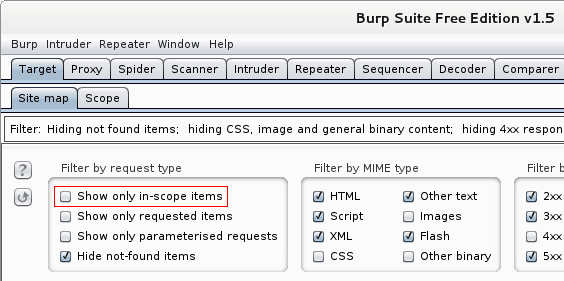 Burp Suite Free Edition v1.5
Burp Intruder Repeater Window Help
Target Proxy Spider Scanner Intruder Repeater Sequencer Decoder Comparer
Site map Scope
Filter: Hiding not found items; hiding CSS, image and general binary content; hiding 4xx respon
? Filter by request type Filter by MIME type Filter b
Show only in-scope items HTML Other text 2xx
Show only requested items Script Images 3xx
Show only parameterised requests XML Flash 4xx
Hide not-found items CSS Other binary 5xx